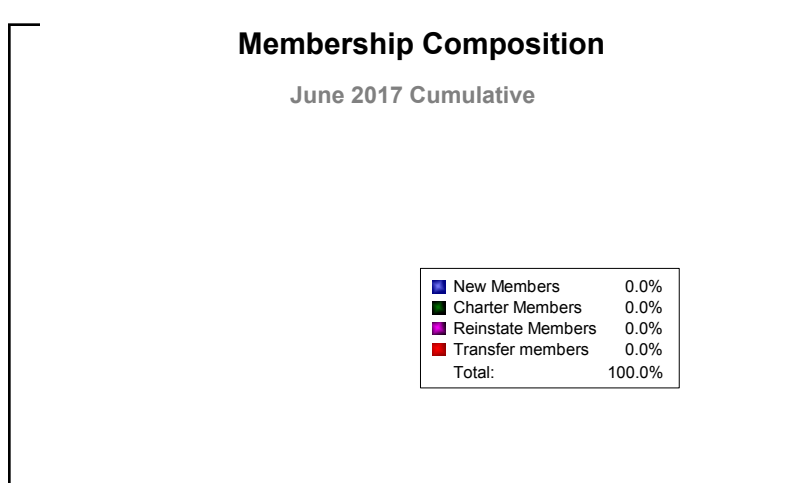 Membership Composition
June 2017 Cumulative
New Members 0.0%
Charter Members 0.0%
Reinstate Members 0.0%
Transfer members 0.0%
Total: 100.0%